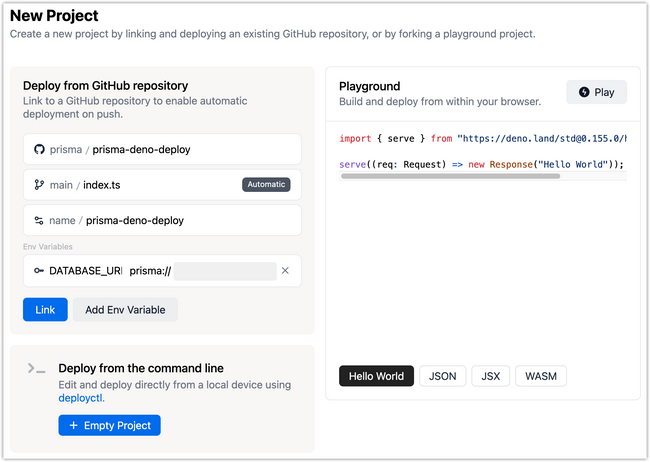 New Project
Create a new project by linking and deploying an existing GitHub repository, or by forking a playground project.
Deploy from GitHub repository
Link to a GitHub repository to enable automatic
deployment on push.
prisma / prisma-deno-deploy
main / index.ts
Automatic
name / prisma-deno-deploy
Env Variables
DATABASE_URL prisma://
Link
Add Env Variable
Deploy from the command line
Edit and deploy directly from a local device using
deployctl.
+ Empty Project
Playground
Build and deploy from within your browser.
Play
import { serve } from "https://deno.land/std@0.155.0/h
serve((req: Request) => new Response("Hello World"));
Hello World
JSON
JSX
WASM